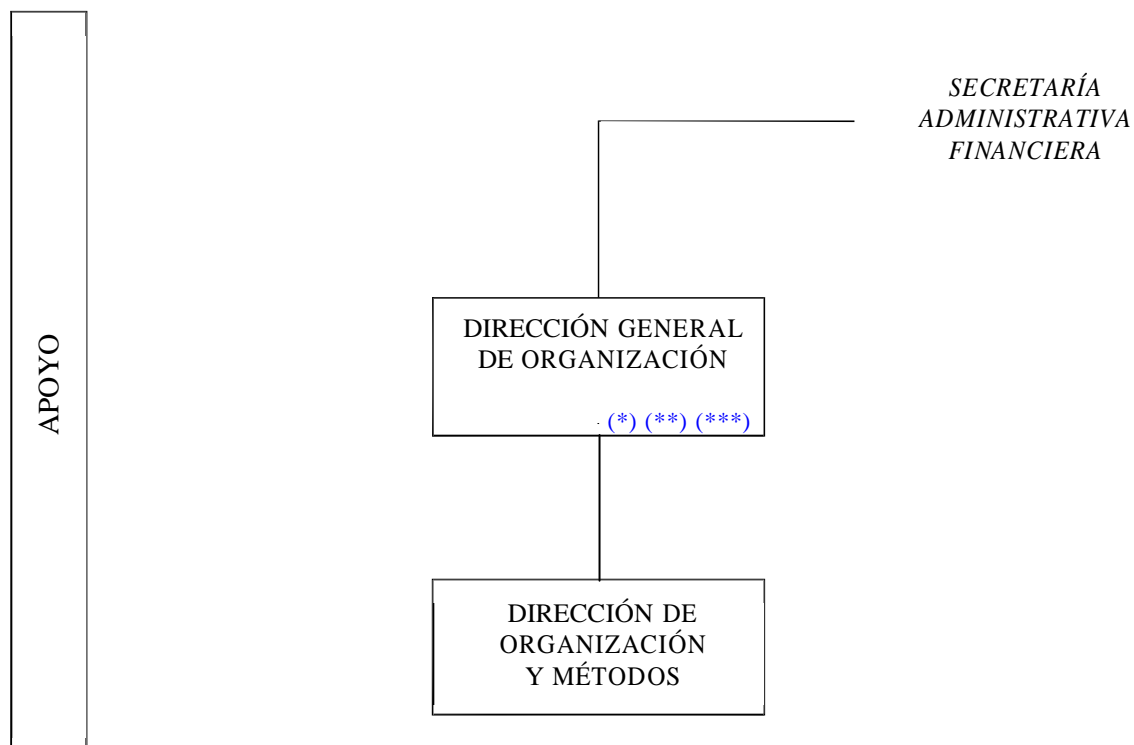 APOYO
SECRETARÍA
ADMINISTRATIVA
FINANCIERA
DIRECCIÓN GENERAL
DE ORGANIZACIÓN
(*) (**) (***)
DIRECCIÓN DE
ORGANIZACIÓN
Y MÉTODOS